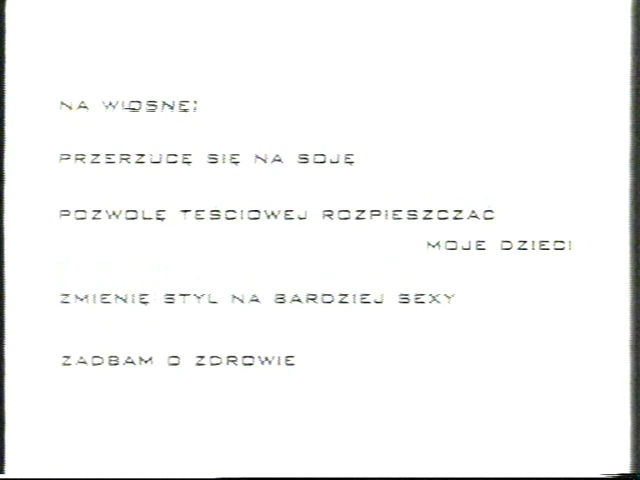 NA WIOSNĘ:
PRZERZUCĘ SIĘ NA SOJĘ
POZWOLĘ TEŚCIOWEJ ROZPIESZCZAĆ
MOJE DZIECI
ZMIENIĘ STYL NA BARDZIEJ SEXY
ZADBAM O ZDROWIE